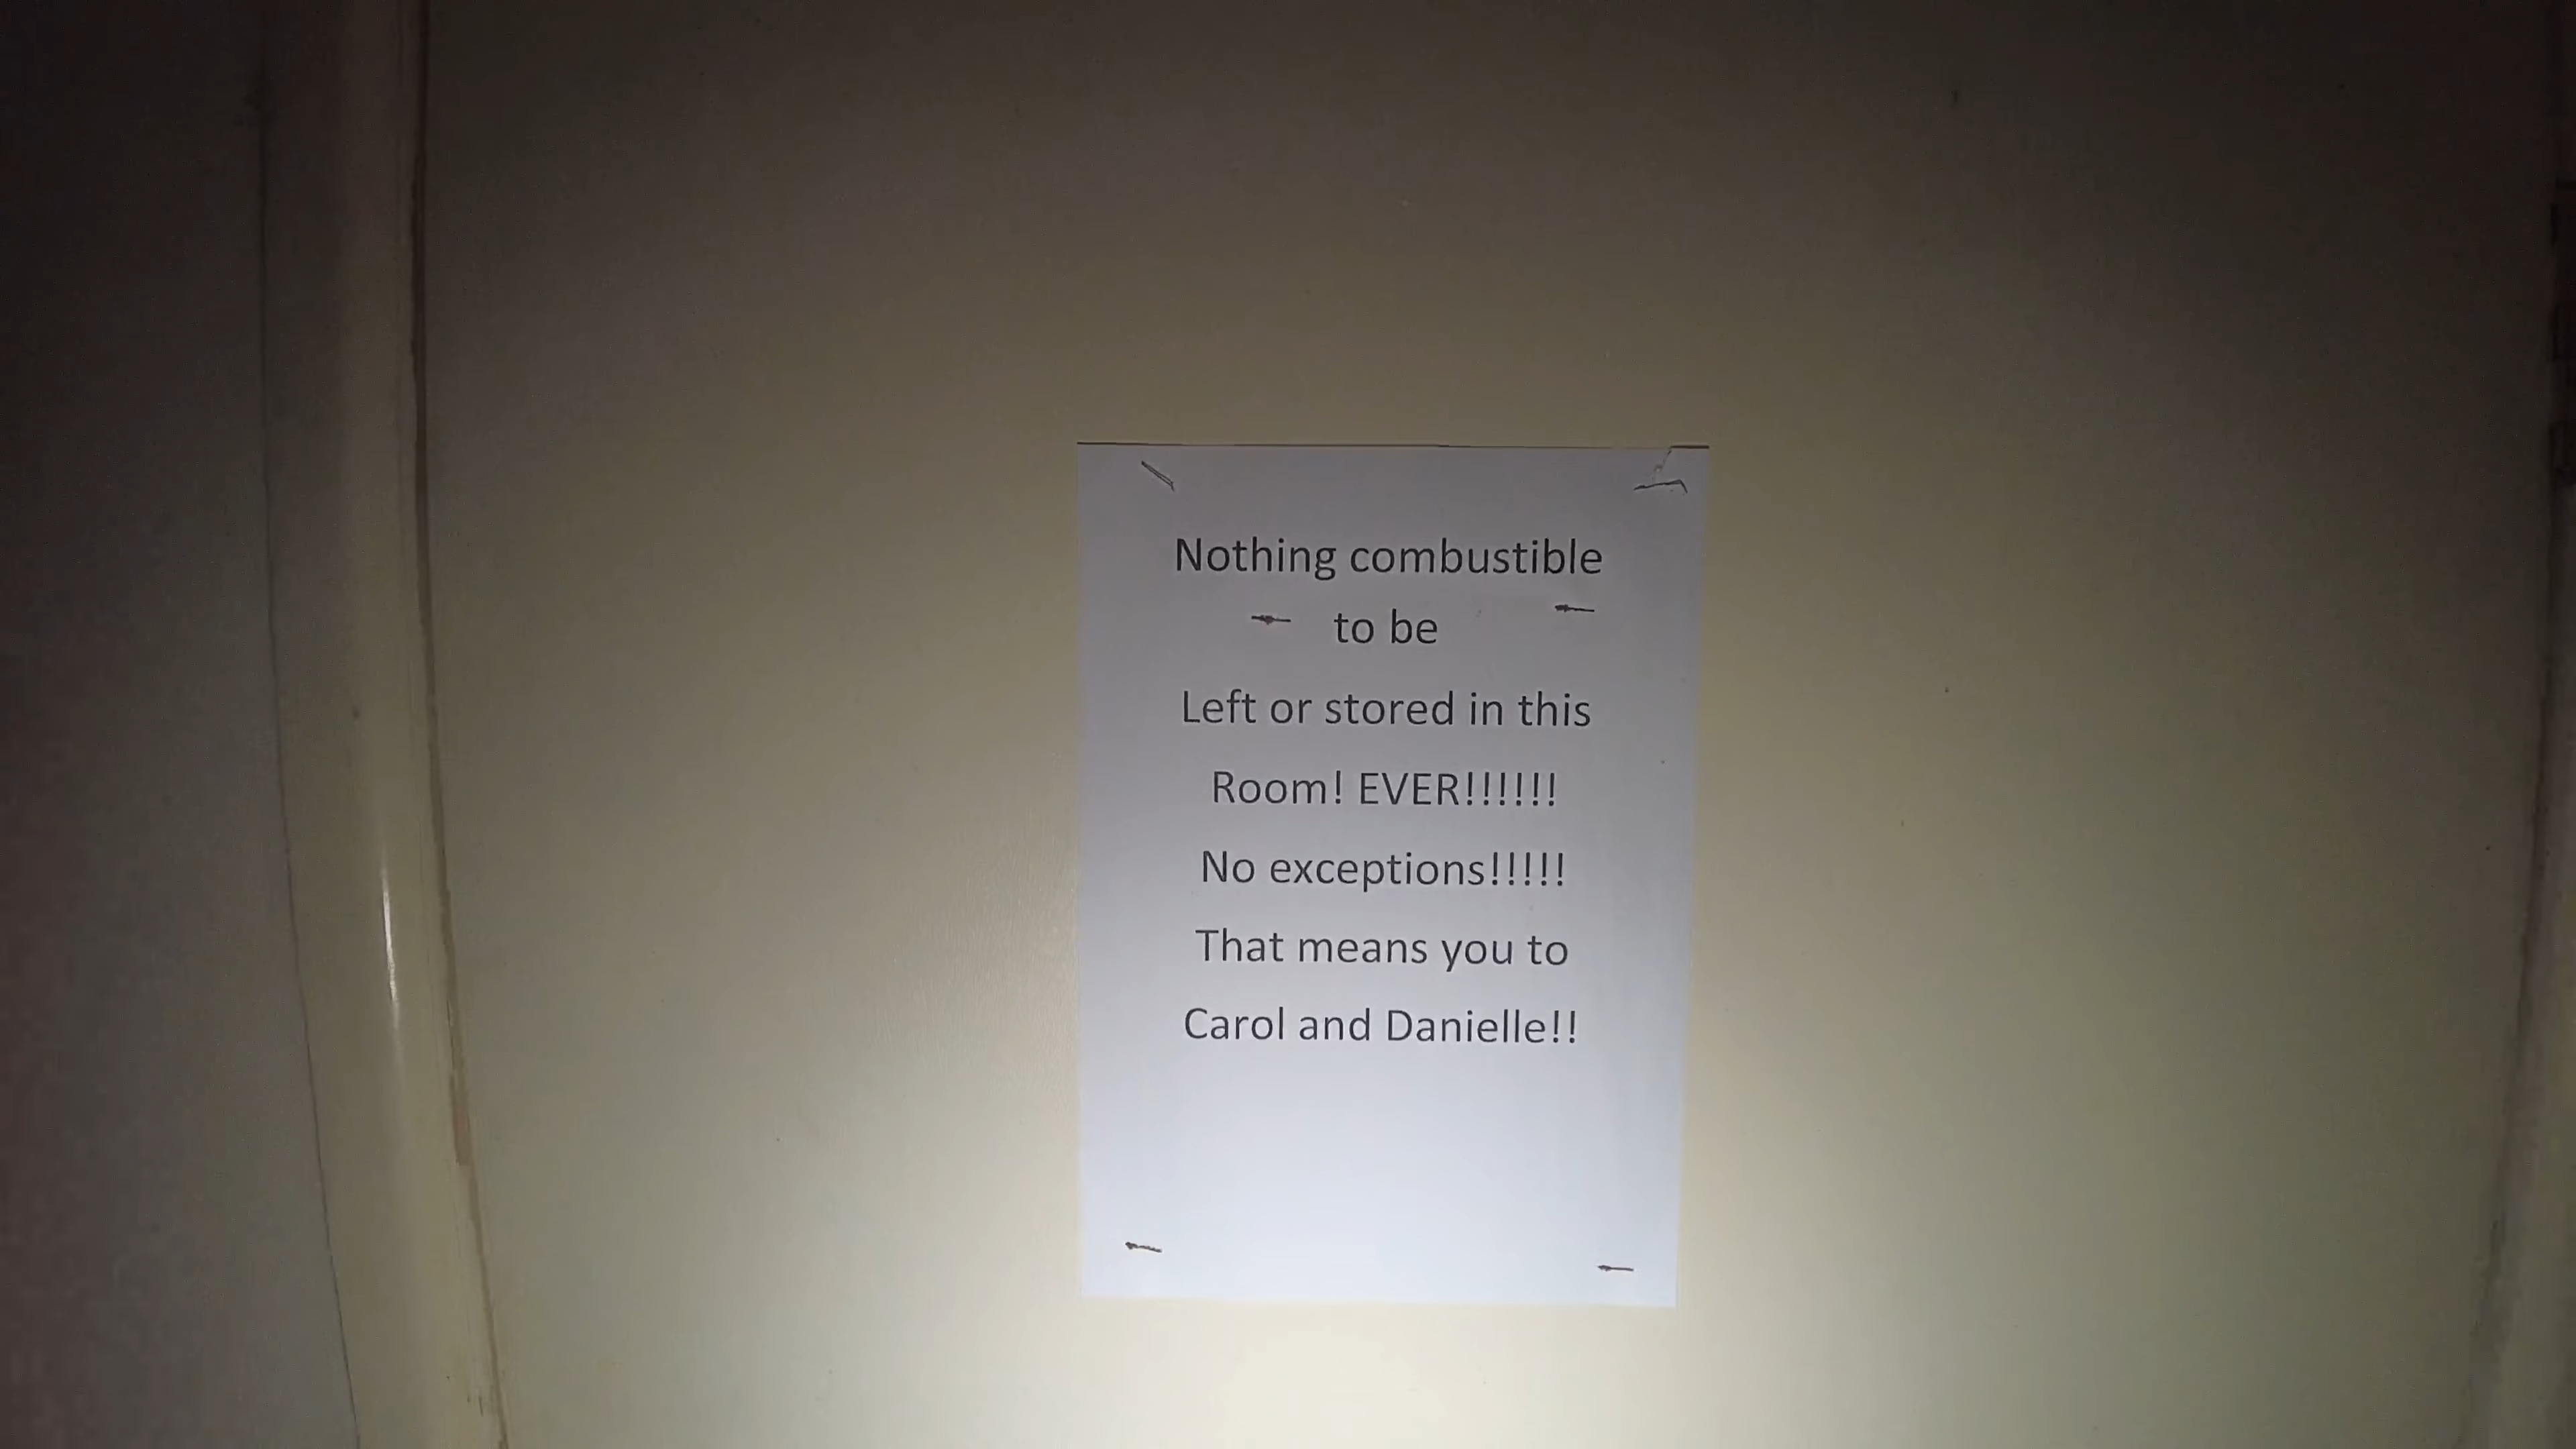 Nothing combustible
to be
Left or stored in this
Room! EVER!!!!!!
No exceptions!!!!!
That means you to
Carol and Danielle!!